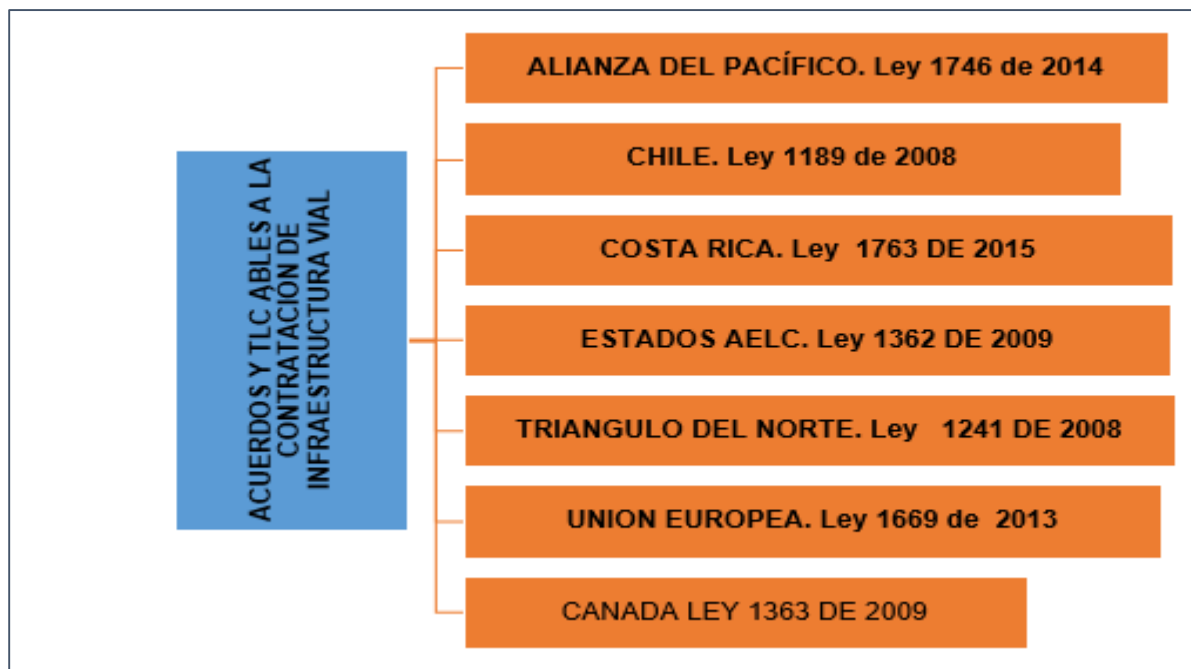 ACUERDOS Y TLC ABLES A LA
CONTRATACION DE
INFRAESTRUCTURA VIAL
ALIANZA DEL PACÍFICO. Ley 1746 de 2014
CHILE. Ley 1189 de 2008
COSTA RICA. Ley 1763 DE 2015
ESTADOS AELC. Ley 1362 DE 2009
TRIANGULO DEL NORTE. Ley 1241 DE 2008
UNION EUROPEA. Ley 1669 de 2013
CANADA LEY 1363 DE 2009